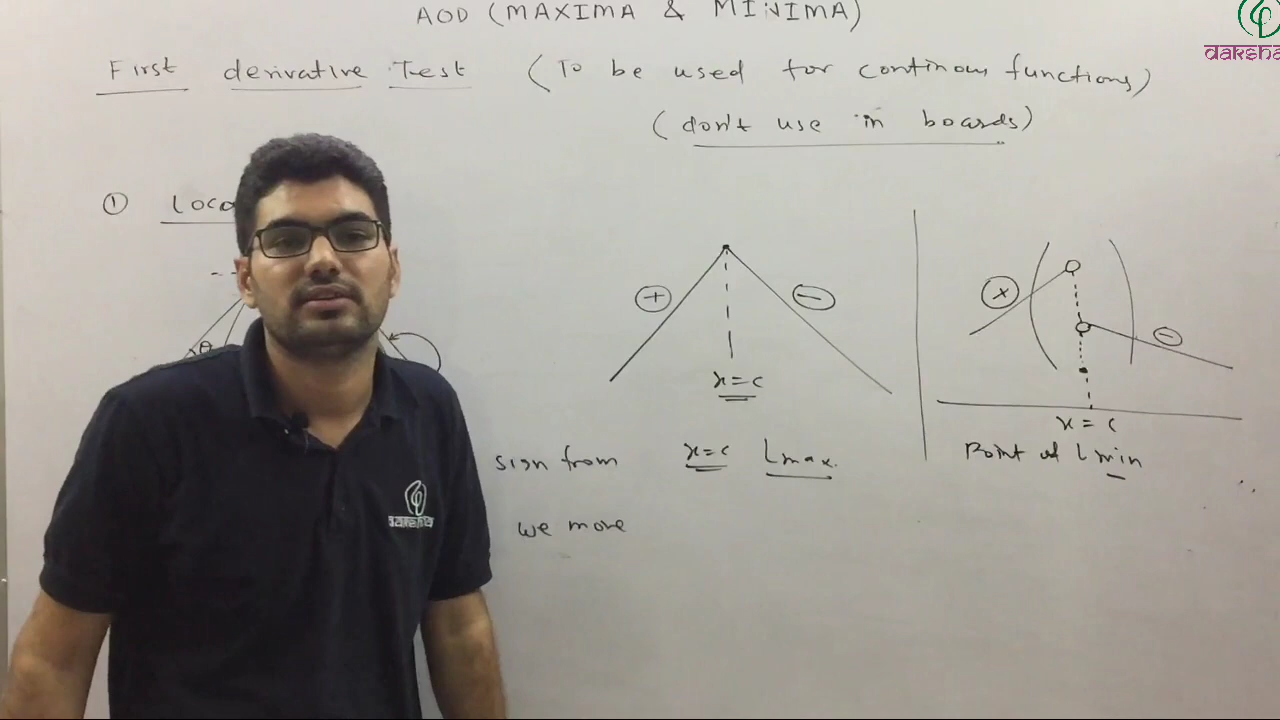 AOD (MAXIMA & MINIMA)
daksha
First derivative Test (To be used for continous functions)
(don't use in boards)
①
θ
+
−
x=c
+
−
x = c
sign from x=c Lmax.
Point of Lmin
we move
daksha